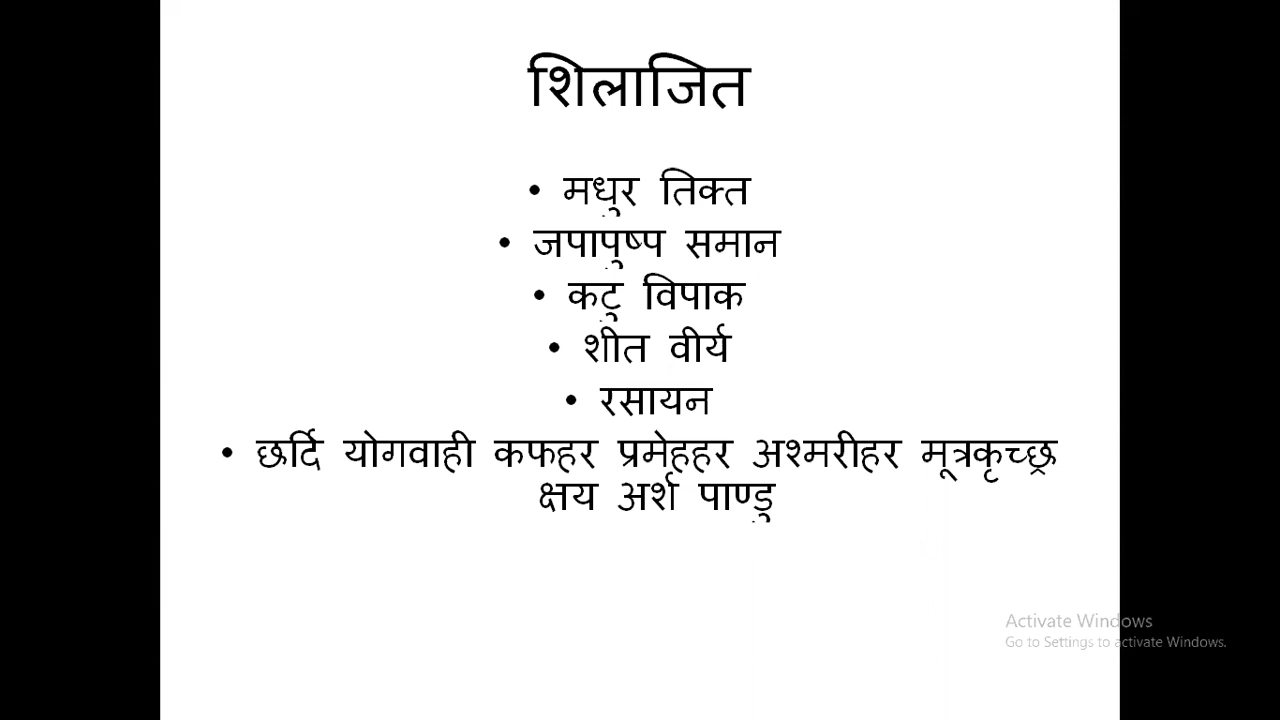 शिलाजित
• मधुर तिक्त
• जपापुष्प समान
• कटु विपाक
• शीत वीर्य
• रसायन
• छर्दि योगवाही कफहर प्रमेहहर अश्मरीहर मूत्रकृच्छ्र
क्षय अर्श पाण्डु
Activate Windows
Go to Settings to activate Windows.